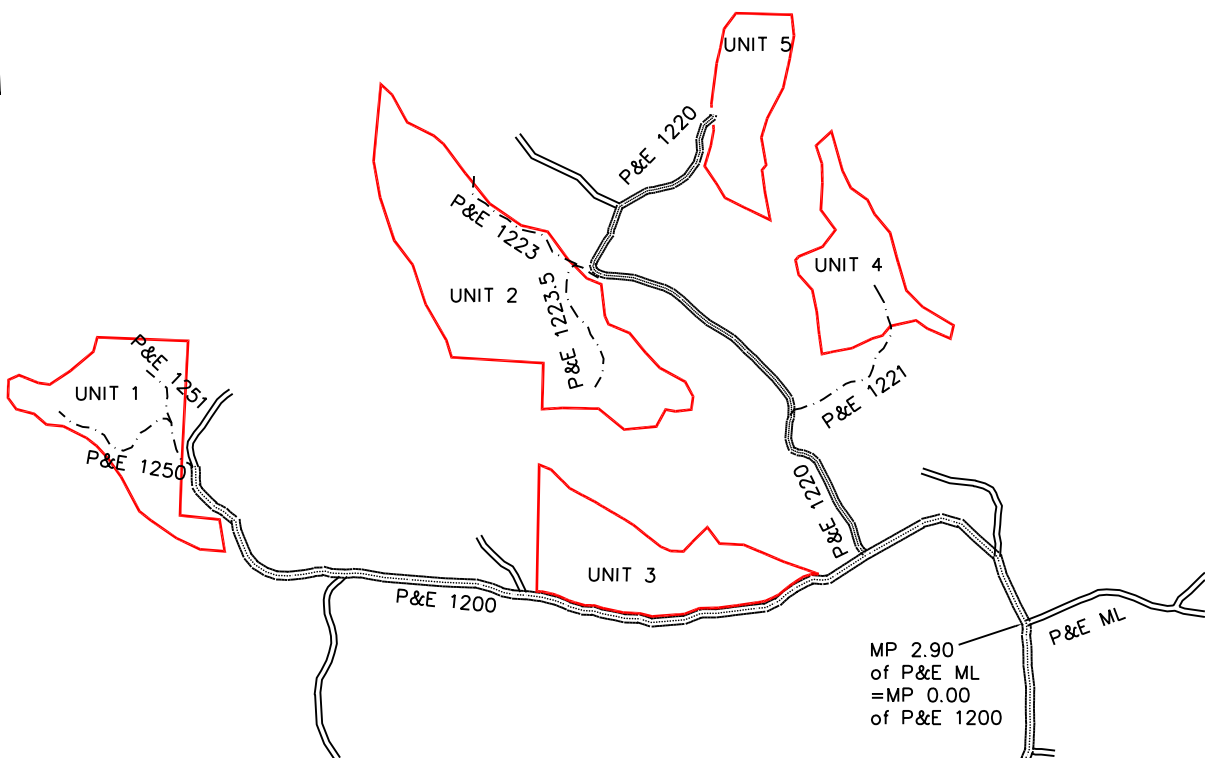 UNIT 5
P&E 1220
P&E 1223
UNIT 4
UNIT 2
P&E 1223.5
P&E 1251
UNIT 1
P&E 1221
P&E 1250
P&E 1220
UNIT 3
P&E 1200
P&E ML
MP 2.90
of P&E ML
=MP 0.00
of P&E 1200